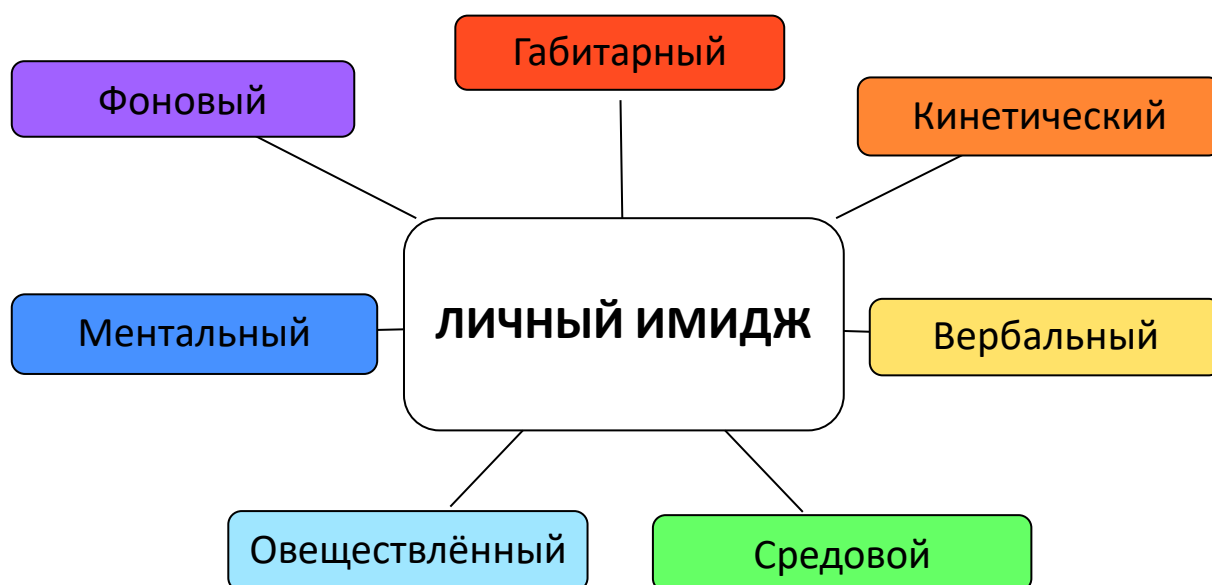 Габитарный
Фоновый
Кинетический
ЛИЧНЫЙ ИМИДЖ
Ментальный
Вербальный
Овеществлённый
Средовой